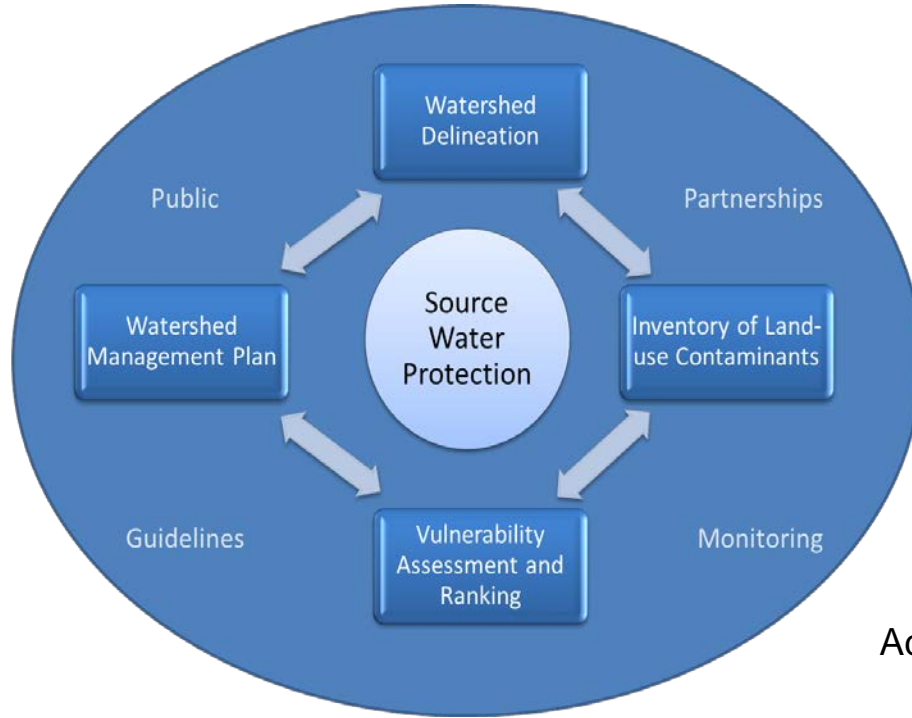 Watershed
Delineation
Public
Partnerships
Watershed
Management Plan
Source
Water
Protection
Inventory of Land-
use Contaminants
Guidelines
Vulnerability
Assessment and
Ranking
Monitoring